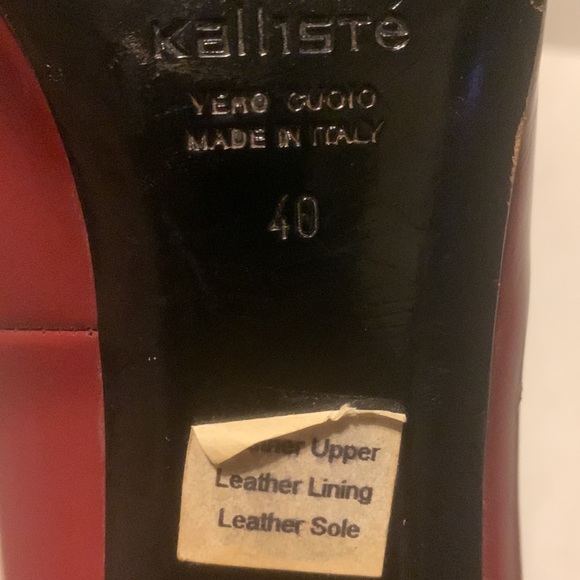 Kallisté
VERO CUOIO
MADE IN ITALY
40
Upper
Leather Lining
Leather Sole